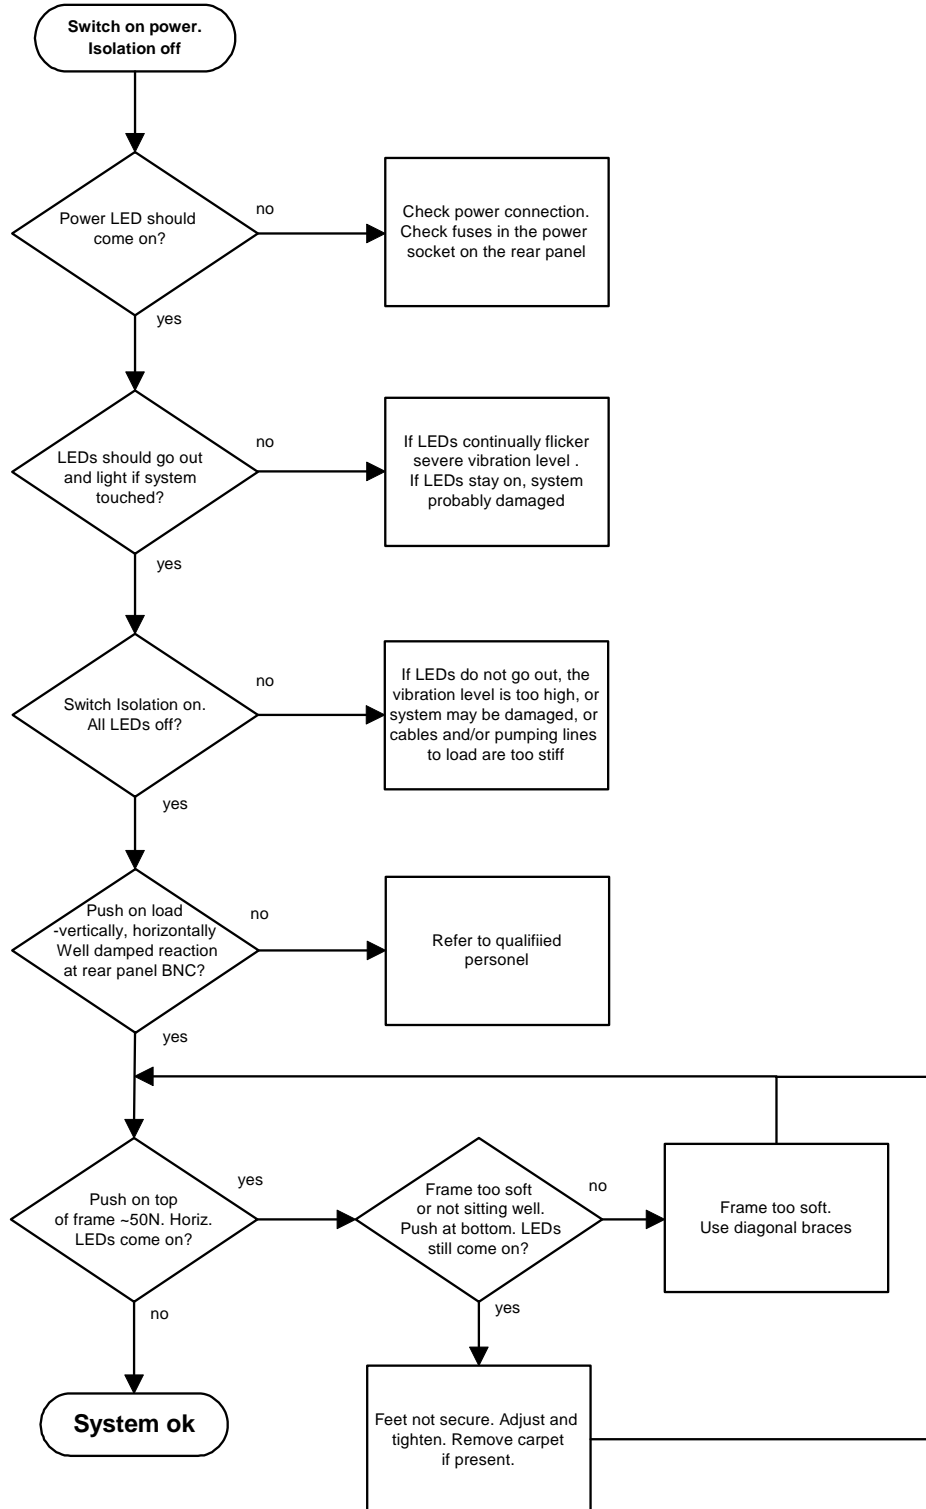 Switch on power.
Isolation off
Power LED should
come on?
no
Check power connection.
Check fuses in the power
socket on the rear panel
yes
LEDs should go out
and light if system
touched?
no
If LEDs continually flicker
severe vibration level .
If LEDs stay on, system
probably damaged
yes
Switch Isolation on.
All LEDs off?
no
If LEDs do not go out, the
vibration level is too high, or
system may be damaged, or
cables and/or pumping lines
to load are too stiff
yes
Push on load
-vertically, horizontally
Well damped reaction
at rear panel BNC?
no
Refer to qualifiied
personel
yes
Push on top
of frame ~50N. Horiz.
LEDs come on?
yes
Frame too soft
or not sitting well.
Push at bottom. LEDs
still come on?
no
Frame too soft.
Use diagonal braces
no
yes
System ok
Feet not secure. Adjust and
tighten. Remove carpet
if present.